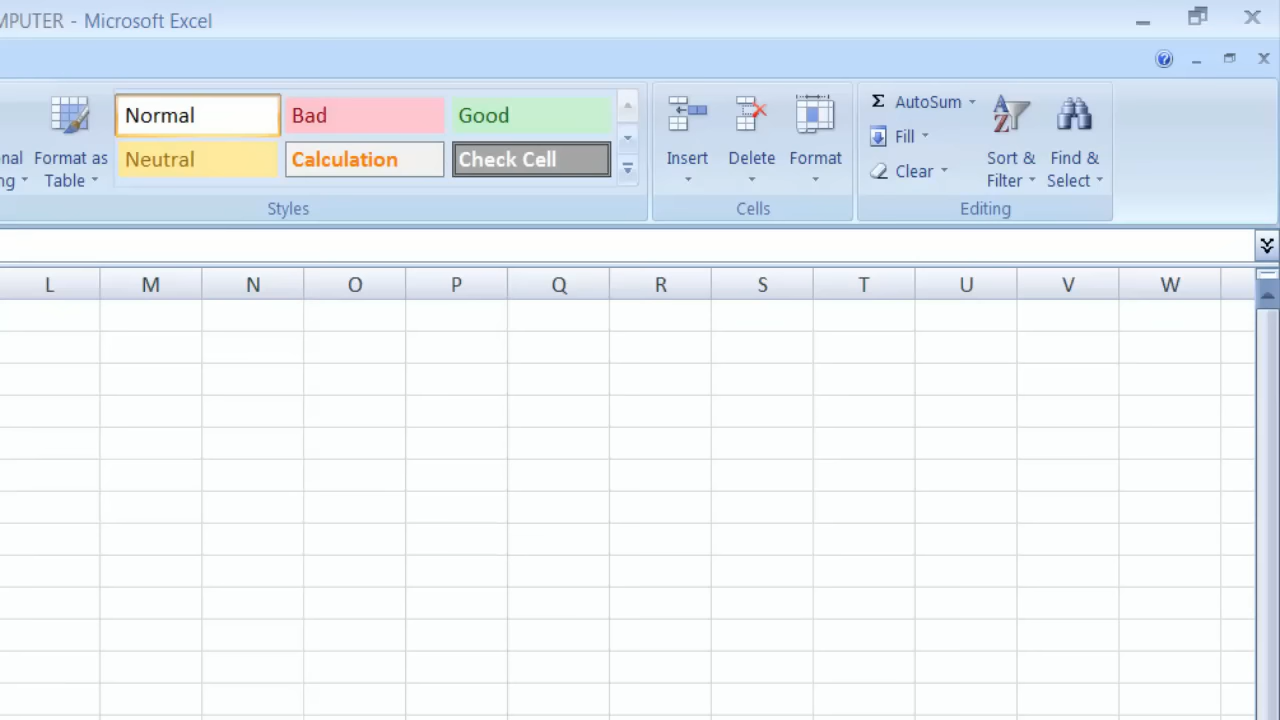 MPUTER - Microsoft Excel
Normal Bad Good
Neutral Calculation Check Cell
nal
ng
Format as
Table
Insert Delete Format
Σ AutoSum
Fill
Clear
Sort &
Filter
Find &
Select
Styles Cells Editing
L M N O P Q R S T U V W